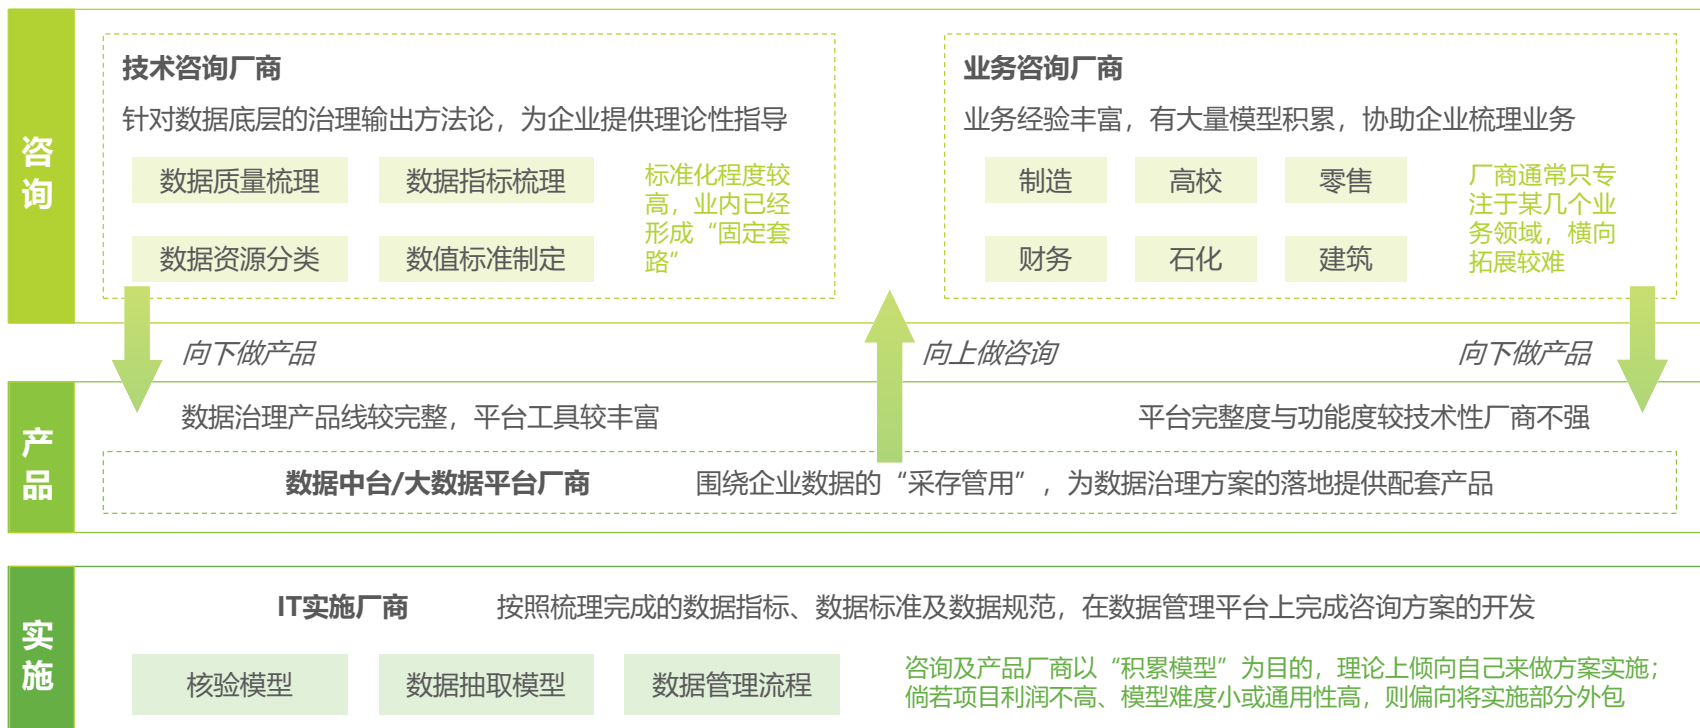 咨询
技术咨询厂商
针对数据底层的治理输出方法论，为企业提供理论性指导
数据质量梳理
数据指标梳理
数据资源分类
数值标准制定
标准化程度较
高，业内已经
形成“固定套
路”
业务咨询厂商
业务经验丰富，有大量模型积累，协助企业梳理业务
制造
高校
零售
财务
石化
建筑
厂商通常只专
注于某几个业
务领域，横向
拓展较难
向下做产品
向上做咨询
向下做产品
产品
数据治理产品线较完整，平台工具较丰富
平台完整度与功能度较技术性厂商不强
数据中台/大数据平台厂商
围绕企业数据的“采存管用”，为数据治理方案的落地提供配套产品
实施
IT实施厂商
按照梳理完成的数据指标、数据标准及数据规范，在数据管理平台上完成咨询方案的开发
核验模型
数据抽取模型
数据管理流程
咨询及产品厂商以“积累模型”为目的，理论上倾向自己来做方案实施；
倘若项目利润不高、模型难度小或通用性高，则偏向将实施部分外包